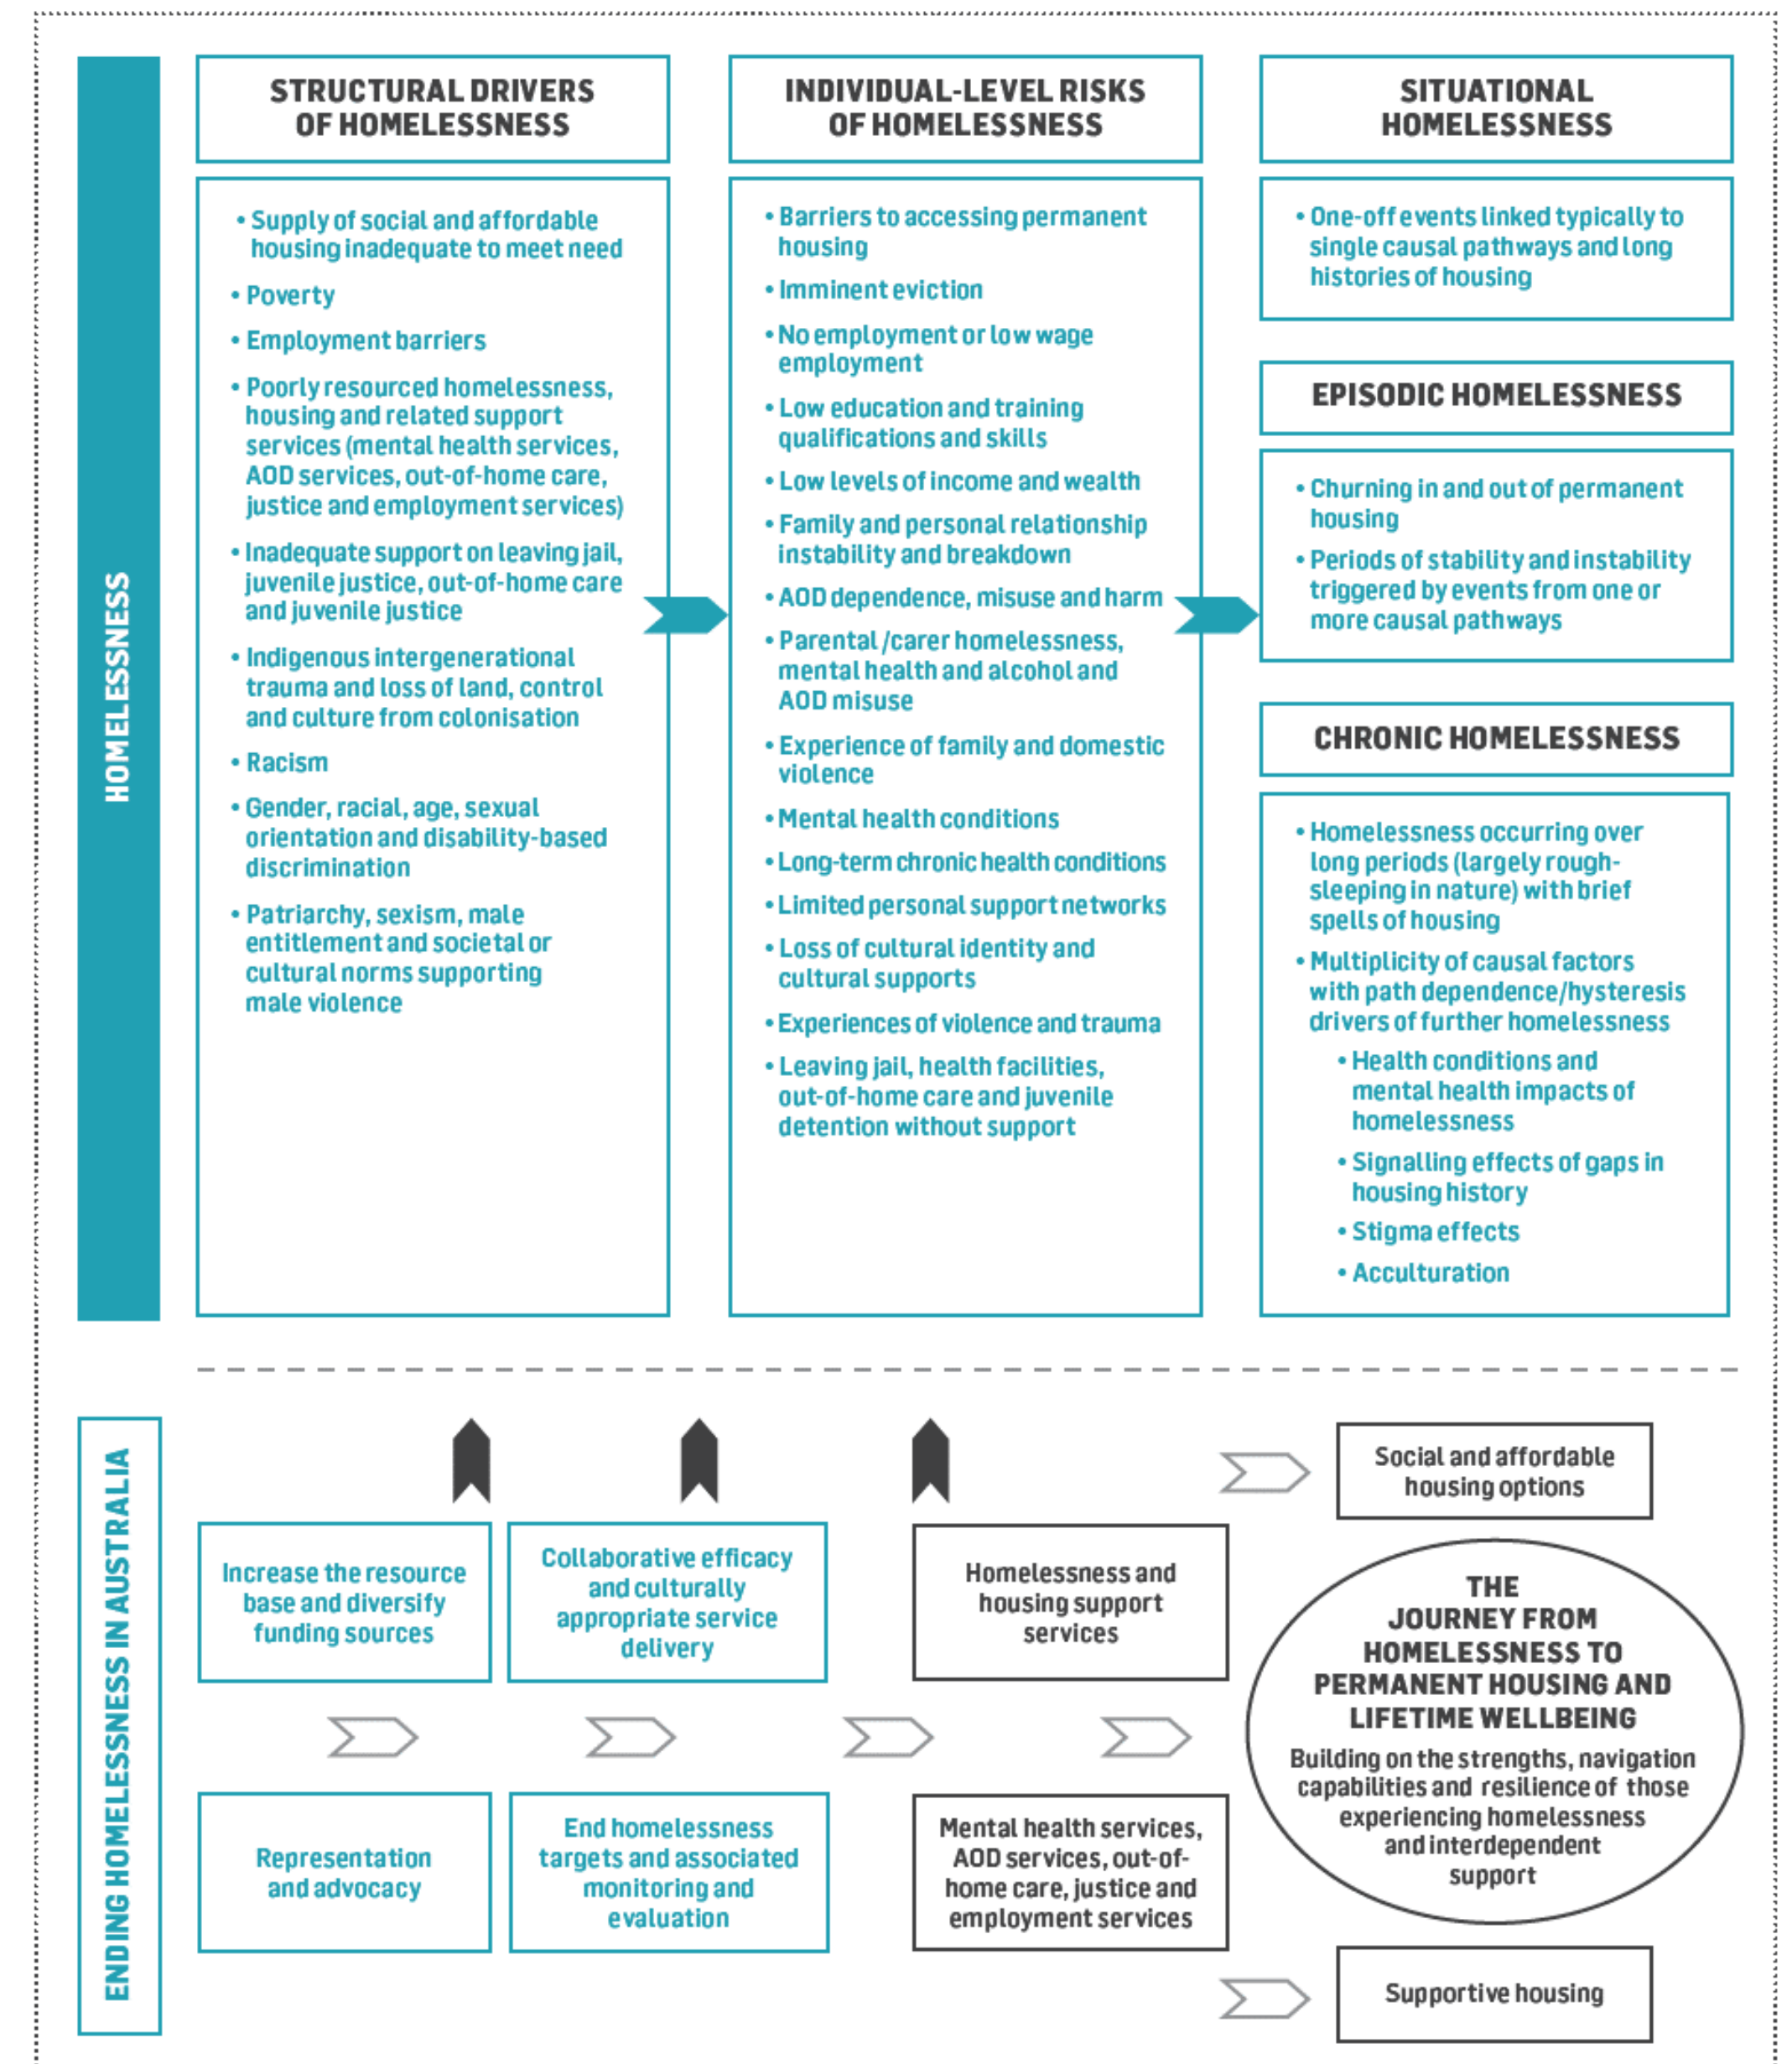 HOMELESSNESS
STRUCTURAL DRIVERS
OF HOMELESSNESS
• Supply of social and affordable
housing inadequate to meet need
• Poverty
• Employment barriers
• Poorly resourced homelessness,
housing and related support
services (mental health services,
AOD services, out-of-home care,
justice and employment services)
• Inadequate support on leaving jail,
juvenile justice, out-of-home care
and juvenile justice
• Indigenous intergenerational
trauma and loss of land, control
and culture from colonisation
• Racism
• Gender, racial, age, sexual
orientation and disability-based
discrimination
• Patriarchy, sexism, male
entitlement and societal or
cultural norms supporting
male violence
INDIVIDUAL-LEVEL RISKS
OF HOMELESSNESS
• Barriers to accessing permanent
housing
• Imminent eviction
• No employment or low wage
employment
• Low education and training
qualifications and skills
• Low levels of income and wealth
• Family and personal relationship
instability and breakdown
• AOD dependence, misuse and harm
• Parental /carer homelessness,
mental health and alcohol and
AOD misuse
• Experience of family and domestic
violence
• Mental health conditions
• Long-term chronic health conditions
• Limited personal support networks
• Loss of cultural identity and
cultural supports
• Experiences of violence and trauma
• Leaving jail, health facilities,
out-of-home care and juvenile
detention without support
SITUATIONAL
HOMELESSNESS
• One-off events linked typically to
single causal pathways and long
histories of housing
EPISODIC HOMELESSNESS
• Churning in and out of permanent
housing
• Periods of stability and instability
triggered by events from one or
more causal pathways
CHRONIC HOMELESSNESS
• Homelessness occurring over
long periods (largely rough-
sleeping in nature) with brief
spells of housing
• Multiplicity of causal factors
with path dependence/hysteresis
drivers of further homelessness
• Health conditions and
mental health impacts of
homelessness
• Signalling effects of gaps in
housing history
• Stigma effects
• Acculturation
ENDING HOMELESSNESS IN AUSTRALIA
Increase the resource
base and diversify
funding sources
Collaborative efficacy
and culturally
appropriate service
delivery
Homelessness and
housing support
services
Representation
and advocacy
End homelessness
targets and associated
monitoring and
evaluation
Mental health services,
AOD services, out-of-
home care, justice and
employment services
Social and affordable
housing options
THE
JOURNEY FROM
HOMELESSNESS TO
PERMANENT HOUSING AND
LIFETIME WELLBEING
Building on the strengths, navigation
capabilities and resilience of those
experiencing homelessness
and interdependent
support
Supportive housing